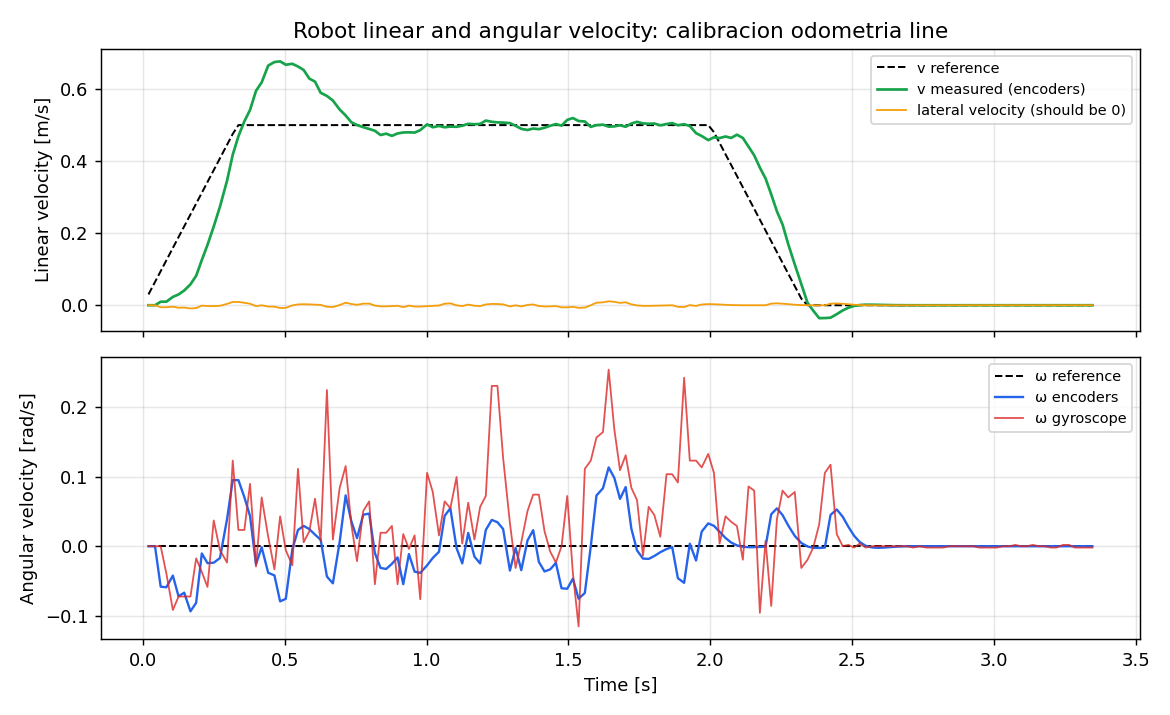 Robot linear and angular velocity: calibracion odometria line
Linear velocity [m/s]
0.6
0.4
0.2
0.0
v reference
v measured (encoders)
lateral velocity (should be 0)
Angular velocity [rad/s]
0.2
0.1
0.0
−0.1
ω reference
ω encoders
ω gyroscope
0.0 0.5 1.0 1.5 2.0 2.5 3.0 3.5
Time [s]